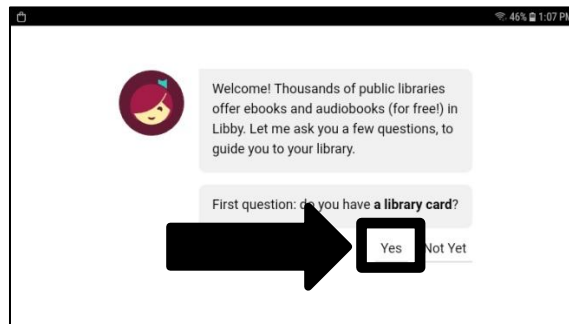 46% 1:07 PM
Welcome! Thousands of public libraries
offer ebooks and audiobooks (for free!) in
Libby. Let me ask you a few questions, to
guide you to your library.
First question: do you have a library card?
Yes Not Yet